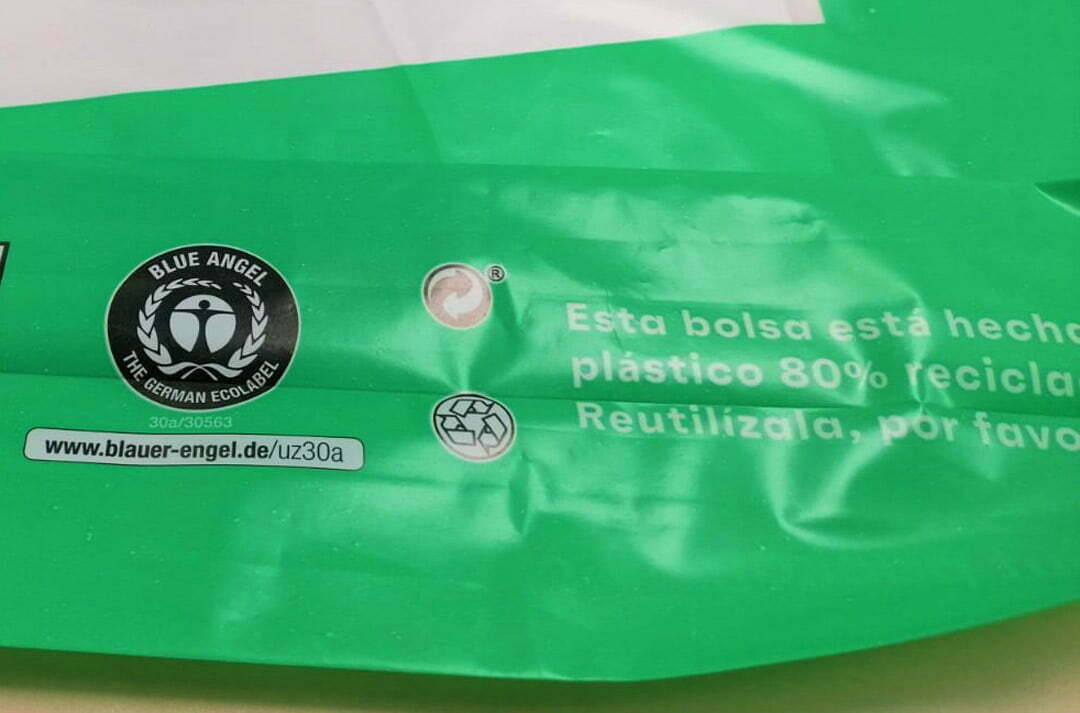 BLUE ANGEL
THE GERMAN ECOLABEL
30a/30563
www.blauer-engel.de/uz30a
®
Esta bolsa está hecha
plástico 80% recicla
Reutilízala, por favo